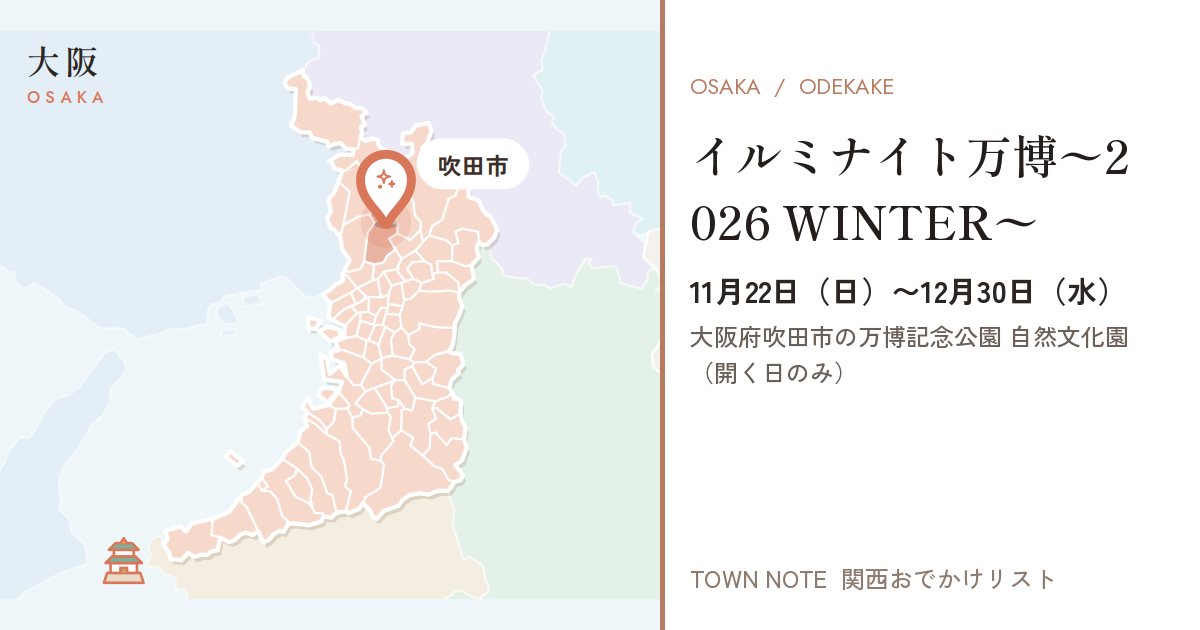 大阪
OSAKA
吹田市
OSAKA / ODEKAKE
イルミナイト万博〜2
026 WINTER〜
11月22日（日）〜12月30日（水）
大阪府吹田市の万博記念公園 自然文化園
（開く日のみ）
TOWN NOTE 関西おでかけリスト